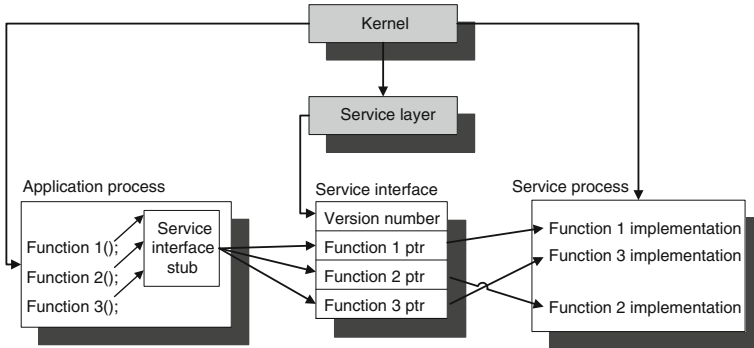 Kernel
Service layer
Application process
Function 1();
Function 2();
Function 3();
Service
interface
stub
Service interface
Version number
Function 1 ptr
Function 2 ptr
Function 3 ptr
Service process
Function 1 implementation
Function 3 implementation
Function 2 implementation